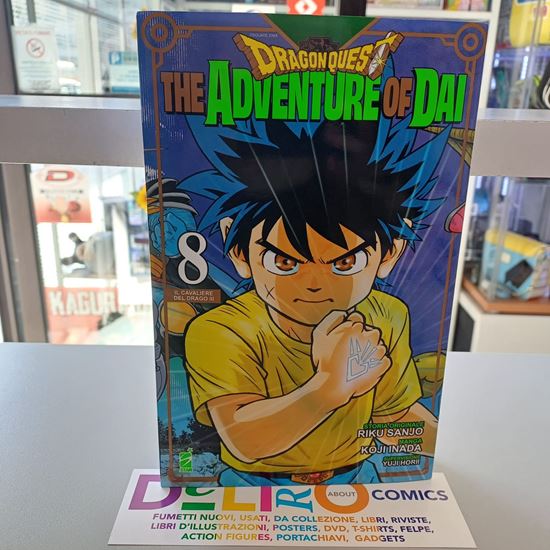 DRAGON QUEST
THE ADVENTURE OF DAI
8
IL CAVALIERE
DEL DRAGO
STORIA ORIGINALE
RIKU SANJO
MANGA
KOJI INADA
YUJI HORII
KAGUR
DELIRIO ABOUT COMICS
FUMETTI NUOVI, USATI, DA COLLEZIONE, LIBRI, RIVISTE,
LIBRI D'ILLUSTRAZIONI, POSTERS, DVD, T-SHIRTS, FELPE,
ACTION FIGURES, PORTACHIAVI, GADGETS